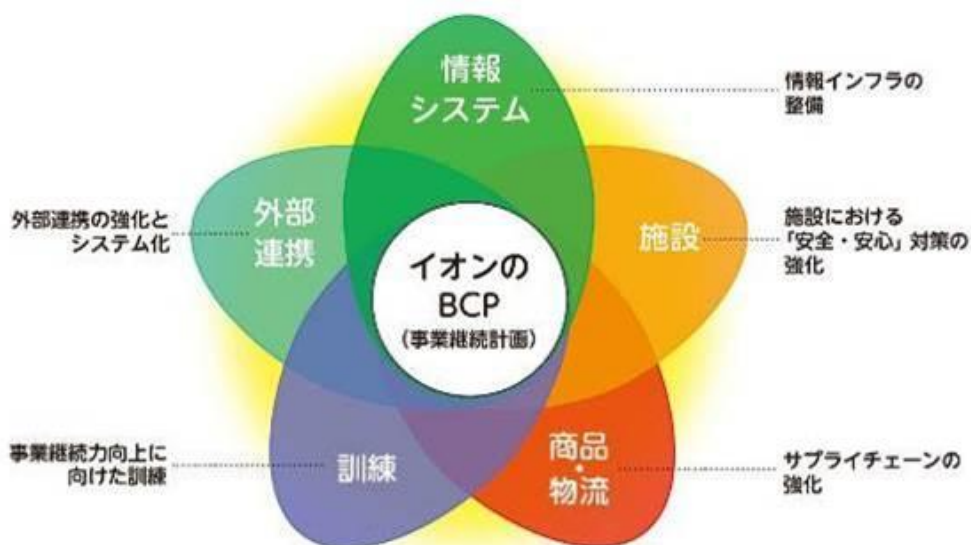 情報
システム
情報インフラの
整備
外部
連携
外部連携の強化と
システム化
施設
施設における
「安全・安心」対策の
強化
イオンの
BCP
（事業継続計画）
訓練
事業継続力向上に
向けた訓練
商品
・
物流
サプライチェーンの
強化